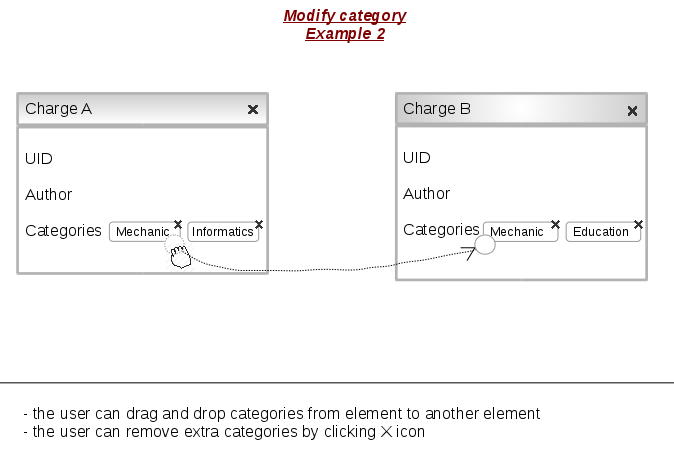 Modify category
Example 2
Charge A
UID
Author
Categories Mechanic Informatics
Charge B
UID
Author
Categories Mechanic Education
- the user can drag and drop categories from element to another element
- the user can remove extra categories by clicking X icon